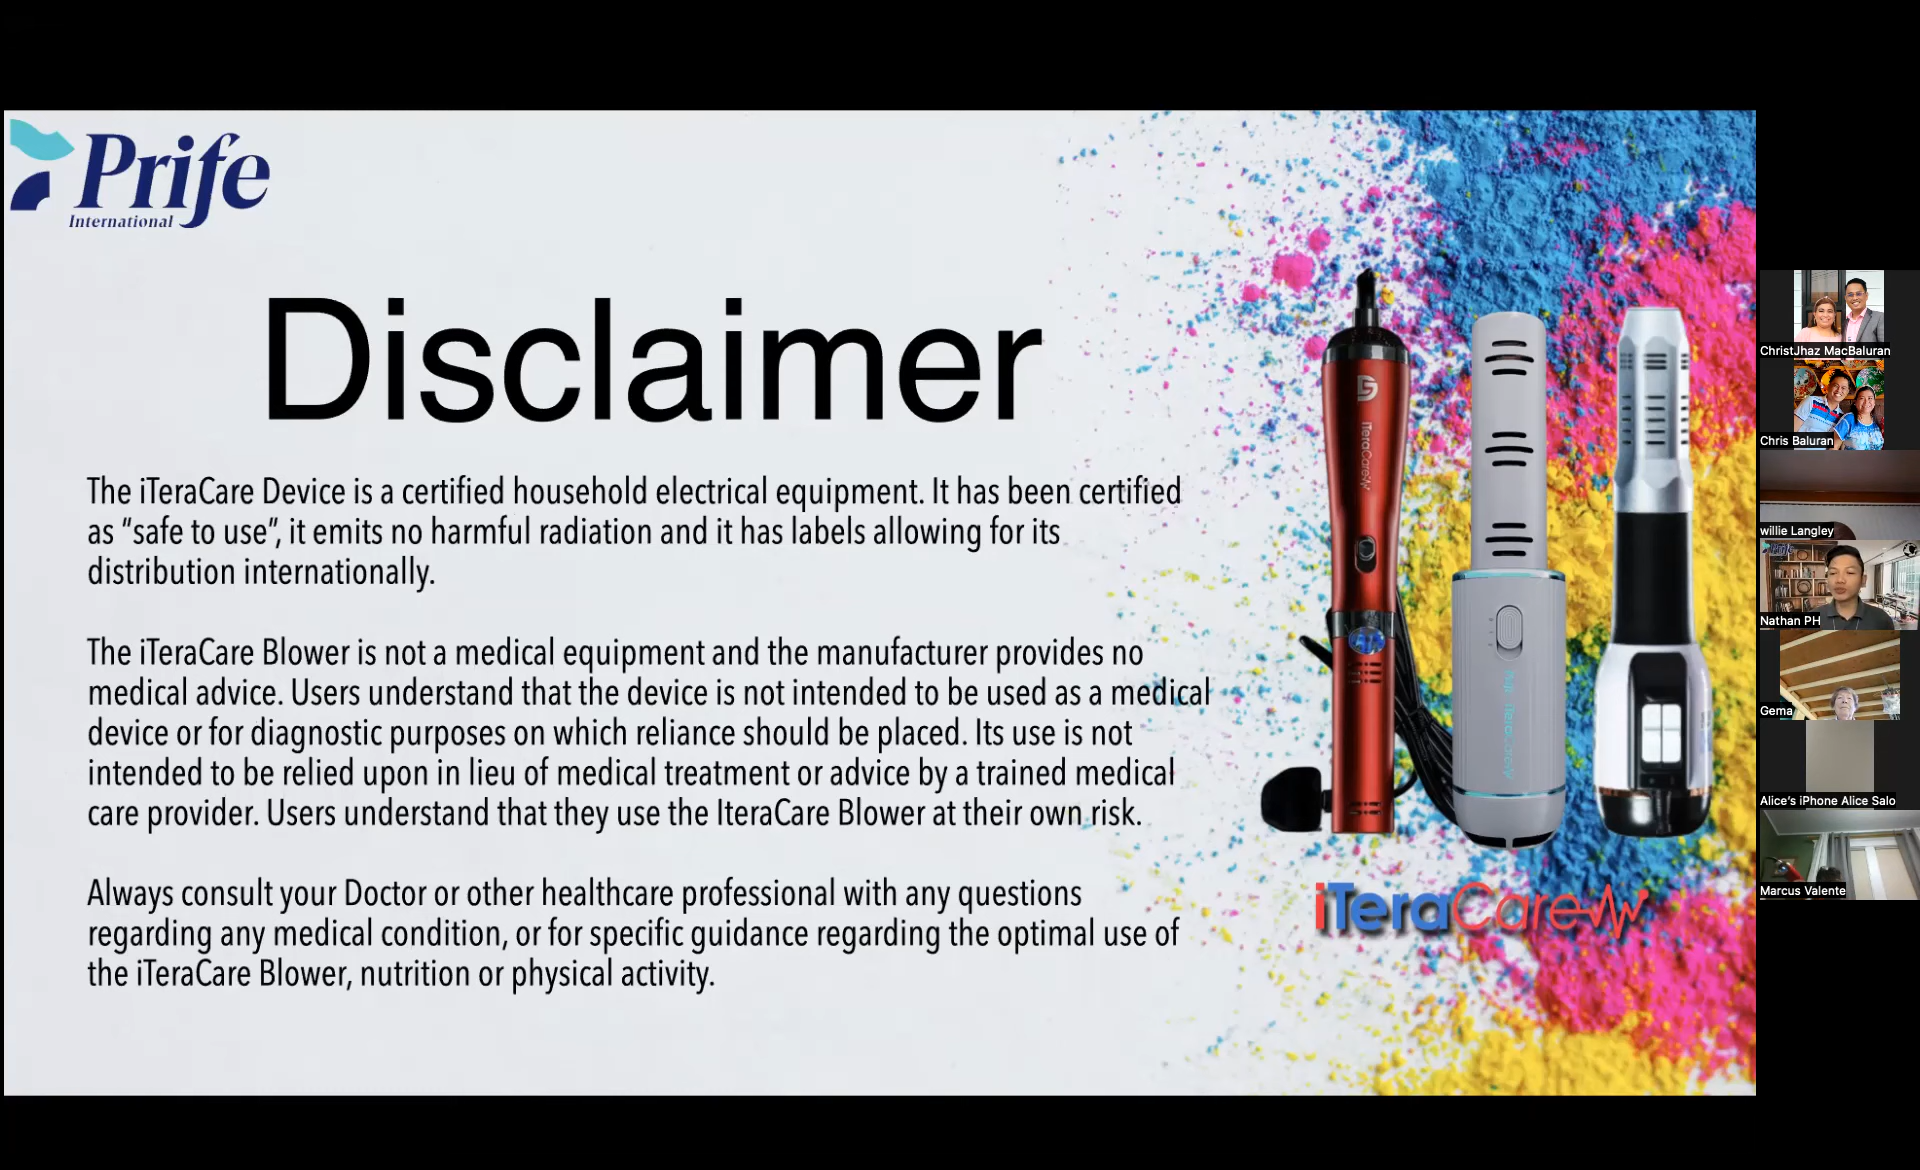 Prife
International
Disclaimer
The iTeraCare Device is a certified household electrical equipment. It has been certified
as "safe to use", it emits no harmful radiation and it has labels allowing for its
distribution internationally.
The iTeraCare Blower is not a medical equipment and the manufacturer provides no
medical advice. Users understand that the device is not intended to be used as a medical
device or for diagnostic purposes on which reliance should be placed. Its use is not
intended to be relied upon in lieu of medical treatment or advice by a trained medical
care provider. Users understand that they use the IteraCare Blower at their own risk.
Always consult your Doctor or other healthcare professional with any questions
regarding any medical condition, or for specific guidance regarding the optimal use of
the iTeraCare Blower, nutrition or physical activity.
iTeraCare
iTeraCare
ChristJhaz MacBaluran
Chris Baluran
willie Langley
Prife
Nathan PH
Gema
Alice's iPhone Alice Salo
Marcus Valente